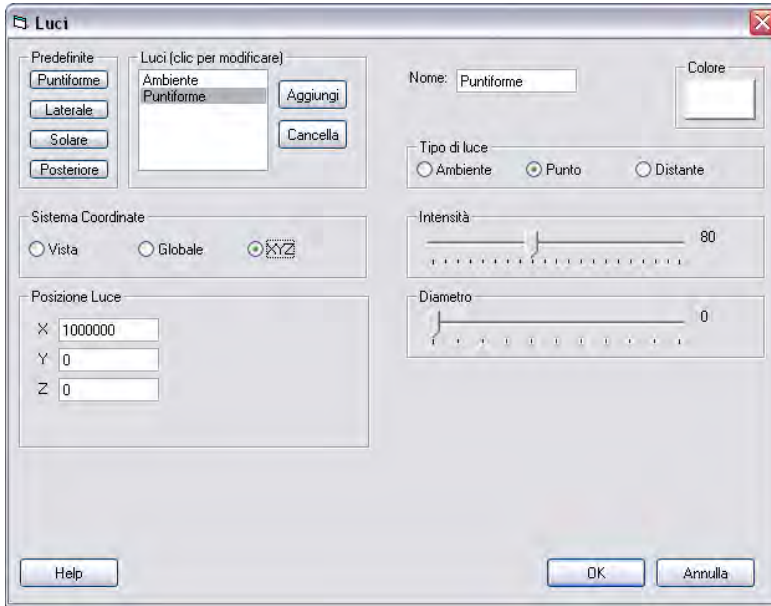 Luci
Predefinite
Puntiforme
Laterale
Solare
Posteriore
Luci (clic per modificare)
Ambiente
Puntiforme
Aggiungi
Cancella
Nome: Puntiforme
Colore
Tipo di luce
Ambiente Punto Distante
Sistema Coordinate
Vista Globale XYZ
Intensità
80
Posizione Luce
X 1000000
Y 0
Z 0
Diametro
0
Help
OK
Annulla